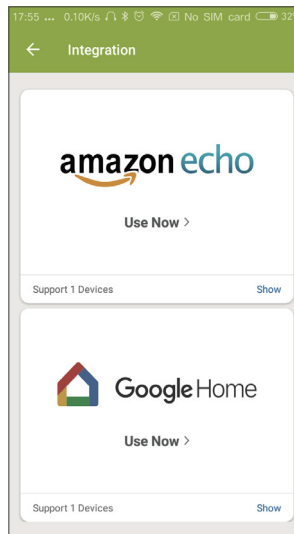 17:55 ... 0.10K/s No SIM card 32%
Integration
amazon echo
Use Now >
Support 1 Devices Show
Google Home
Use Now >
Support 1 Devices Show